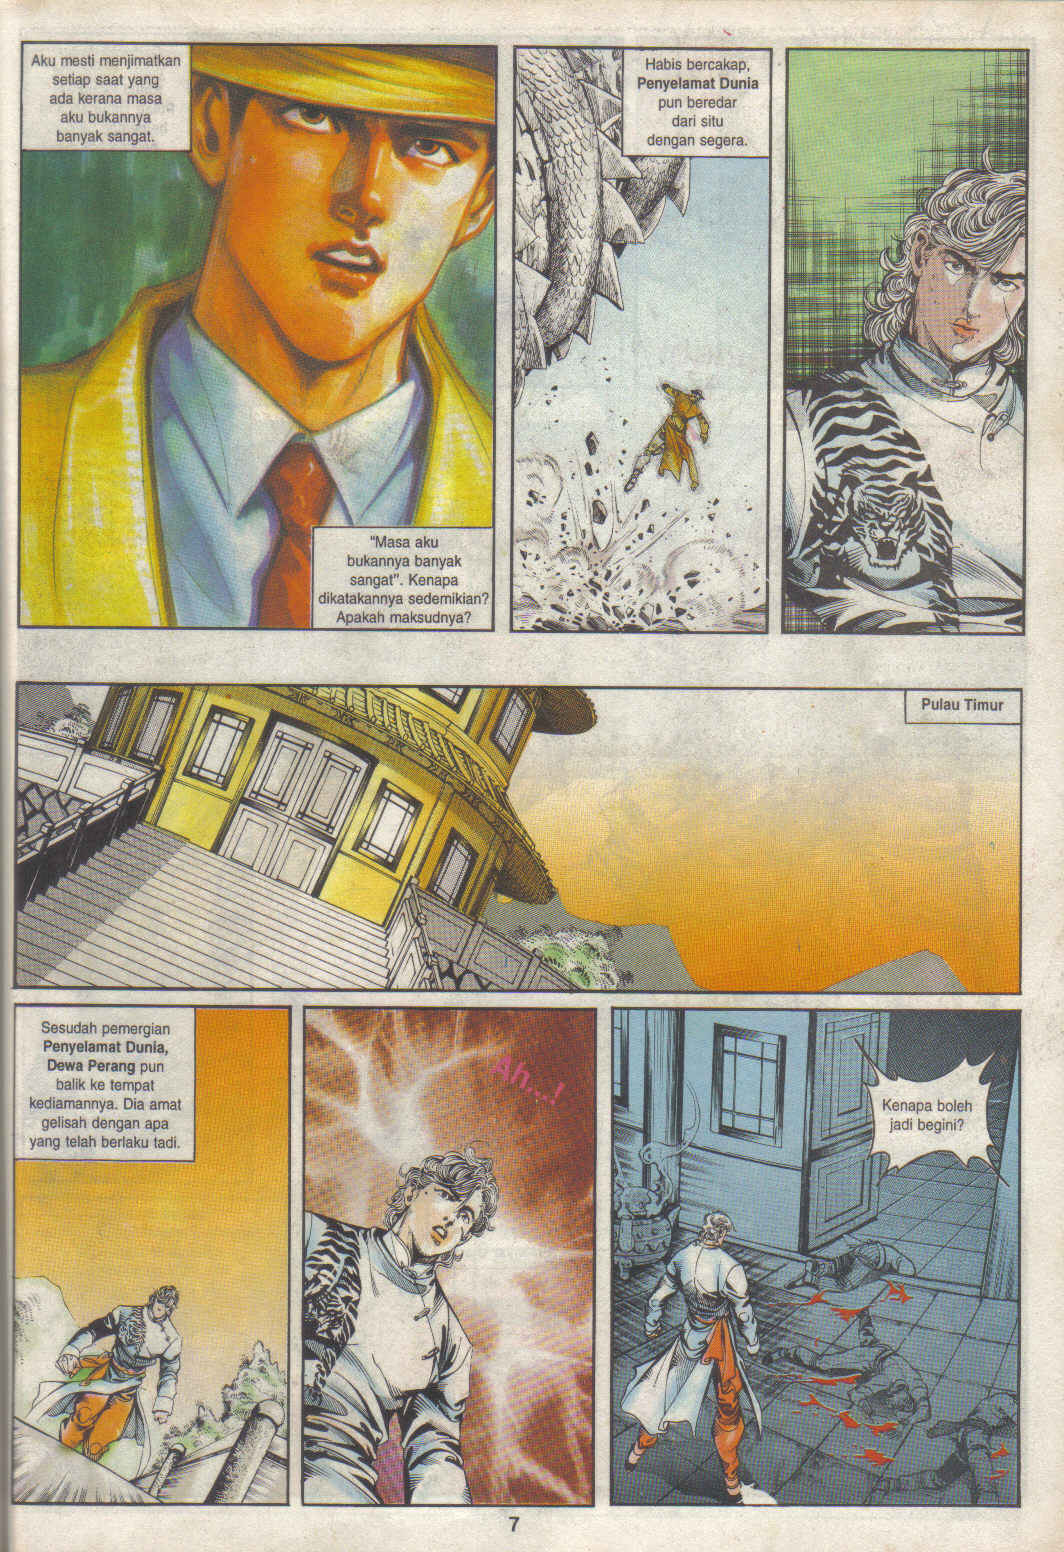 Aku mesti menjimatkan
setiap saat yang
ada kerana masa
aku bukannya
banyak sangat.
"Masa aku
bukannya banyak
sangat". Kenapa
dikatakannya sedemikian?
Apakah maksudnya?
Habis bercakap,
Penyelamat Dunia
pun beredar
dari situ
dengan segera.
Pulau Timur
Sesudah pemergian
Penyelamat Dunia,
Dewa Perang pun
balik ke tempat
kediamannya. Dia amat
gelisah dengan apa
yang telah berlaku tadi.
Ah...!
Kenapa boleh
jadi begini?
7